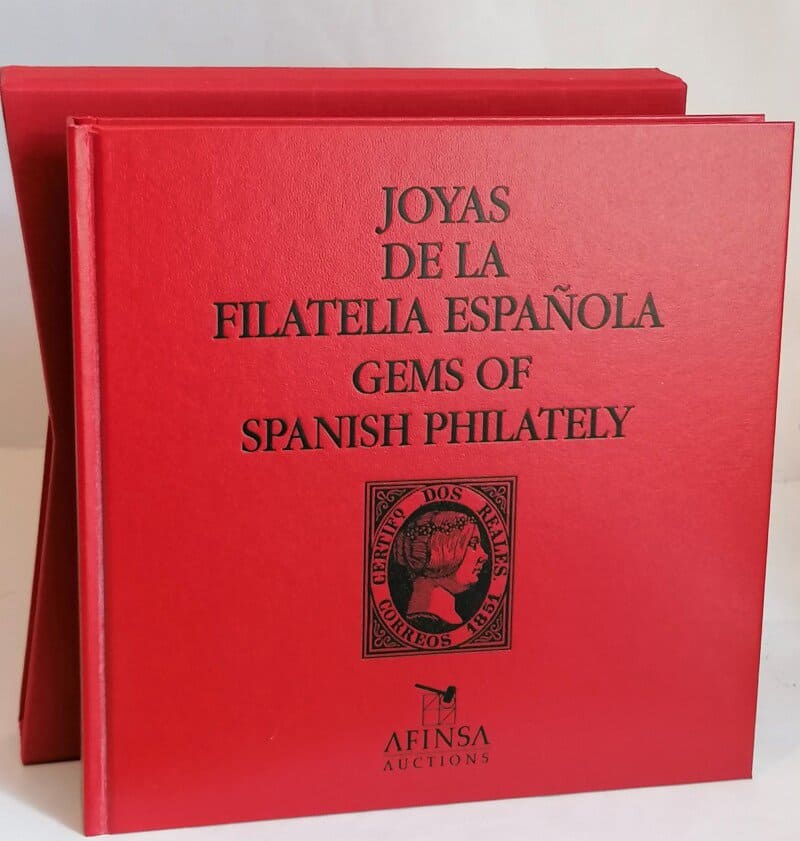 JOYAS
DE LA
FILATELIA ESPAÑOLA
GEMS OF
SPANISH PHILATELY
CERTIFO DOS REALES.
CORREOS 1851
AFINSA
AUCTIONS